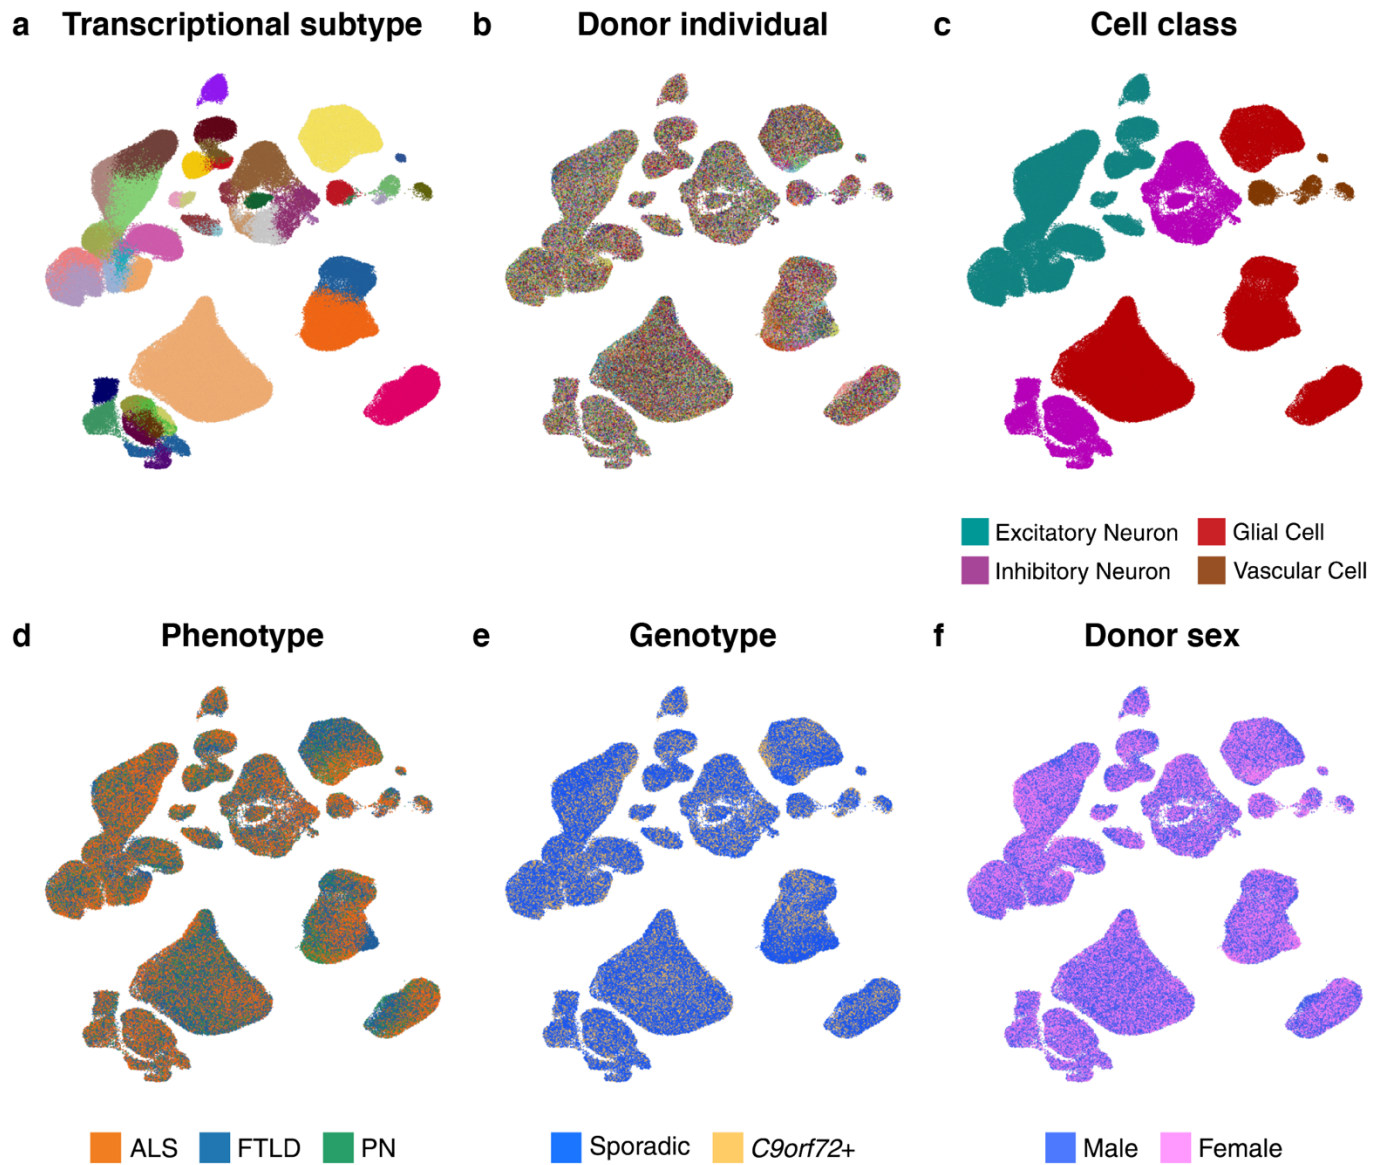 a Transcriptional subtype
b Donor individual
c Cell class
Excitatory Neuron Glial Cell
Inhibitory Neuron Vascular Cell
d Phenotype
e Genotype
f Donor sex
ALS FTLD PN
Sporadic C9orf72+
Male Female